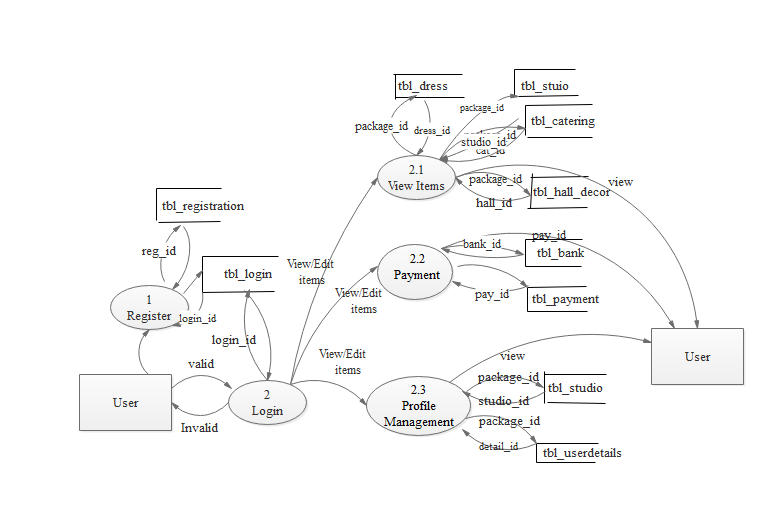 tbl_dress
tbl_stuio
package_id
package_id
dress_id
tbl_catering
studio_id
cat_id
2.1
View Items
package_id
view
tbl_hall_decor
hall_id
tbl_registration
reg_id
pay_id
bank_id
2.2
Payment
tbl_bank
View/Edit
items
tbl_login
View/Edit
items
pay_id
tbl_payment
1
Register
login_id
login_id
View/Edit
items
view
User
valid
package_id
tbl_studio
2.3
Profile
Management
studio_id
2
Login
User
package_id
Invalid
detail_id
tbl_userdetails